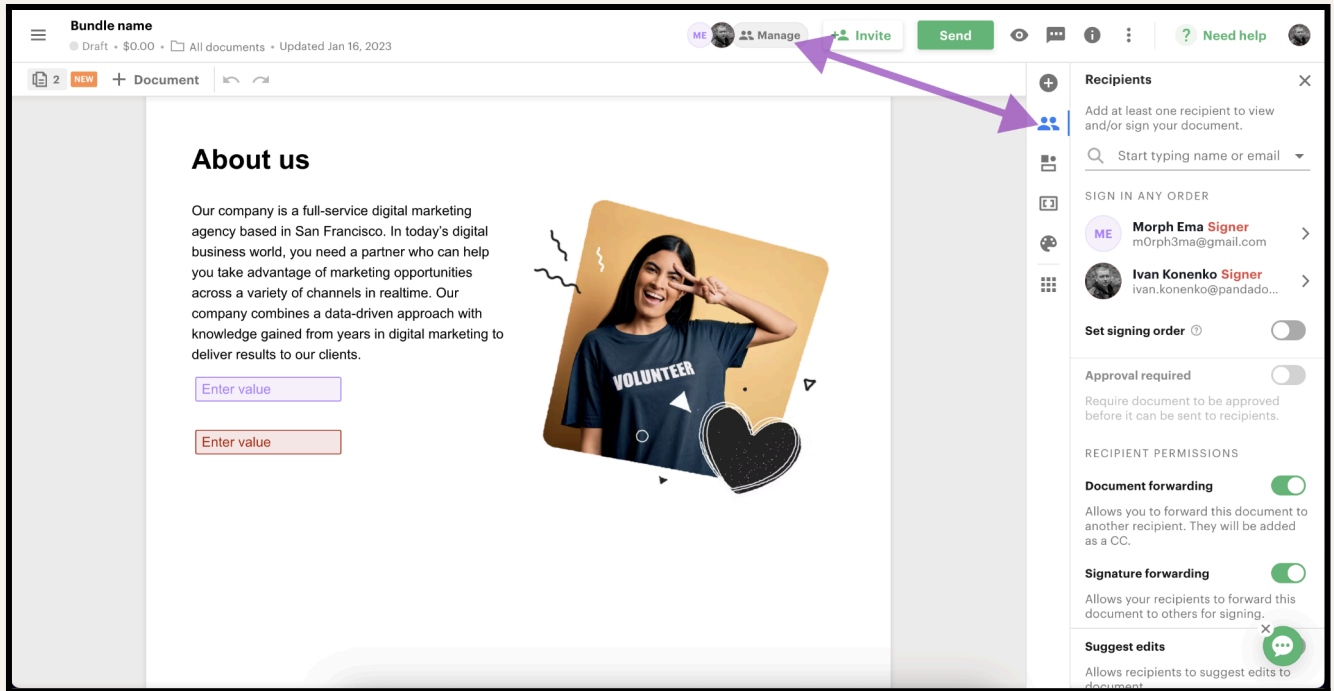 Bundle name
Draft • $0.00 • All documents • Updated Jan 16, 2023
ME
Manage
Invite
Send
? Need help
2 NEW + Document
About us
Our company is a full-service digital marketing
agency based in San Francisco. In today's digital
business world, you need a partner who can help
you take advantage of marketing opportunities
across a variety of channels in realtime. Our
company combines a data-driven approach with
knowledge gained from years in digital marketing to
deliver results to our clients.
Enter value
Enter value
VOLUNTEER
Recipients
Add at least one recipient to view
and/or sign your document.
Start typing name or email
SIGN IN ANY ORDER
ME
Morph Ema Signer
m0rph3ma@gmail.com
Ivan Konenko Signer
ivan.konenko@pandado...
Set signing order ?
Approval required
Require document to be approved
before it can be sent to recipients.
RECIPIENT PERMISSIONS
Document forwarding
Allows you to forward this document to
another recipient. They will be added
as a CC.
Signature forwarding
Allows your recipients to forward this
document to others for signing.
Suggest edits
Allows recipients to suggest edits to
document